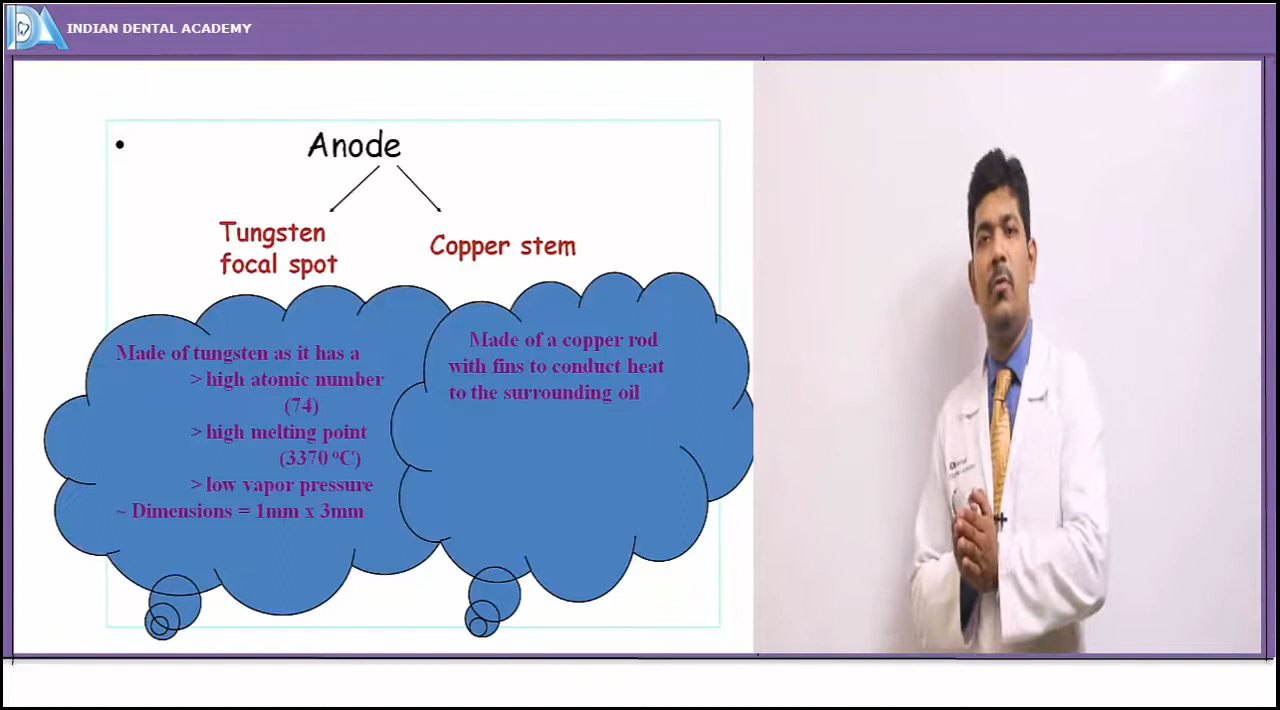 INDIAN DENTAL ACADEMY
• Anode
Tungsten
focal spot
Copper stem
Made of tungsten as it has a
> high atomic number
(74)
> high melting point
(3370 ºC)
> low vapor pressure
~ Dimensions = 1mm x 3mm
Made of a copper rod
with fins to conduct heat
to the surrounding oil